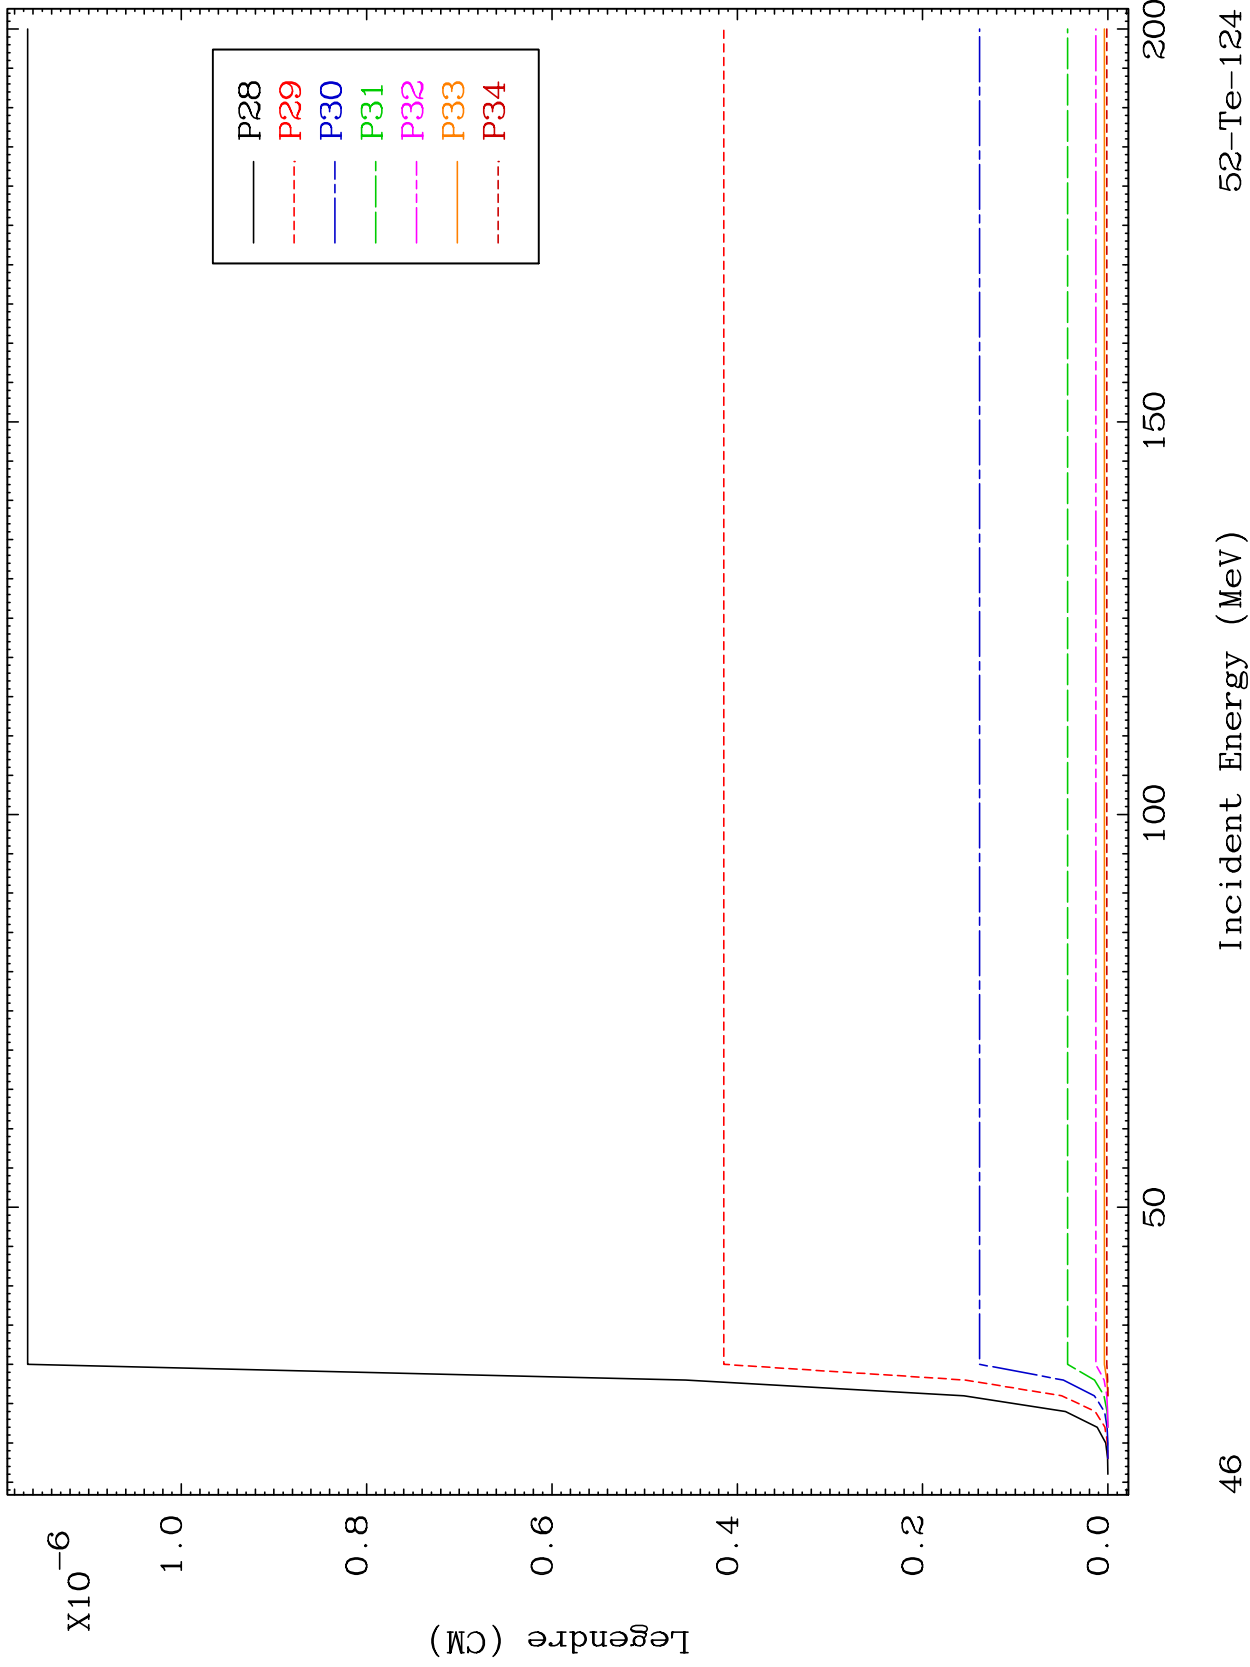 X10-6
1.0
0.8
0.6
0.4
0.2
0.0
Legendre (CM)
P28
P29
P30
P31
P32
P33
P34
50
100
150
200
46
Incident Energy (MeV)
52-Te-124